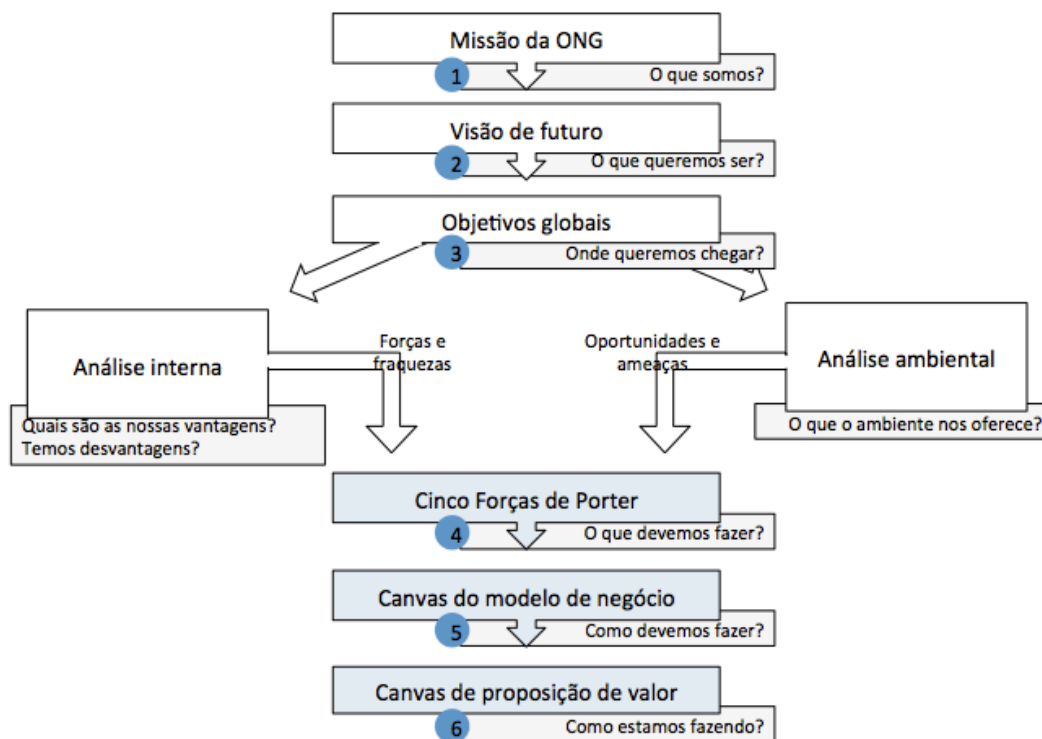 Missão da ONG
1
O que somos?
Visão de futuro
2
O que queremos ser?
Objetivos globais
3
Onde queremos chegar?
Análise interna
Quais são as nossas vantagens?
Temos desvantagens?
Forças e
fraquezas
Oportunidades e
ameaças
Análise ambiental
O que o ambiente nos oferece?
Cinco Forças de Porter
4
O que devemos fazer?
Canvas do modelo de negócio
5
Como devemos fazer?
Canvas de proposição de valor
6
Como estamos fazendo?